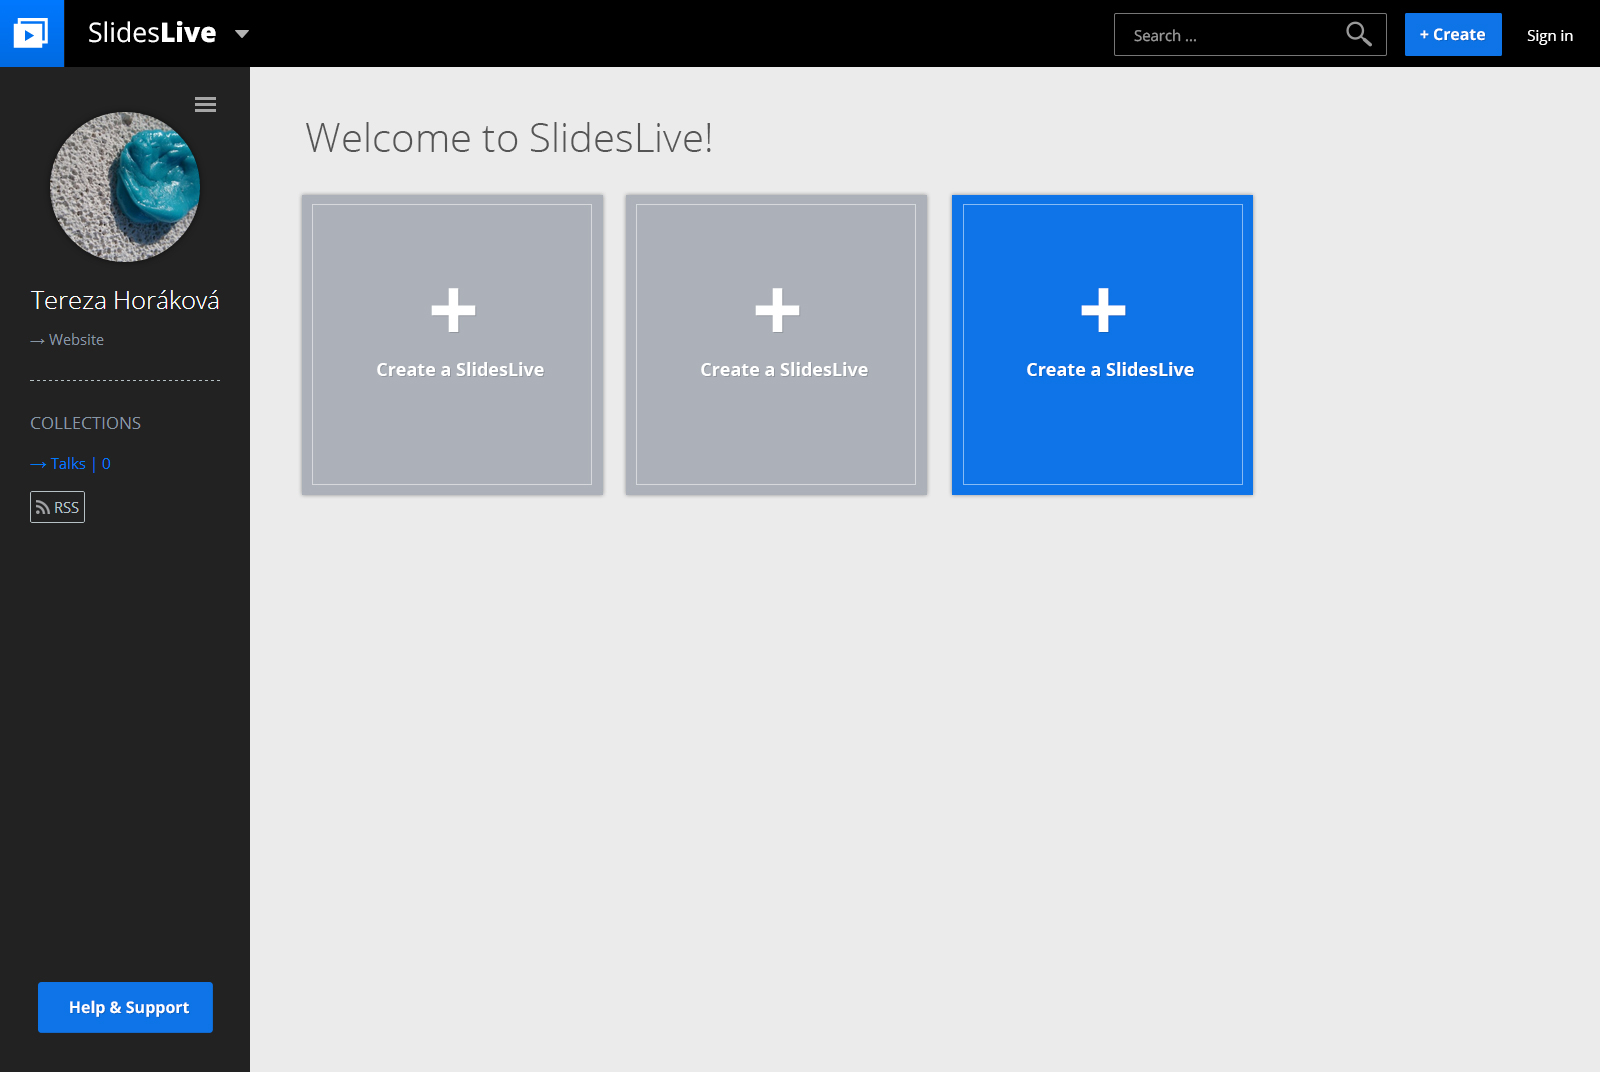 SlidesLive
Search ...
+ Create
Sign in
Tereza Horáková
→ Website
COLLECTIONS
→ Talks | 0
RSS
Help & Support
Welcome to SlidesLive!
Create a SlidesLive
Create a SlidesLive
Create a SlidesLive